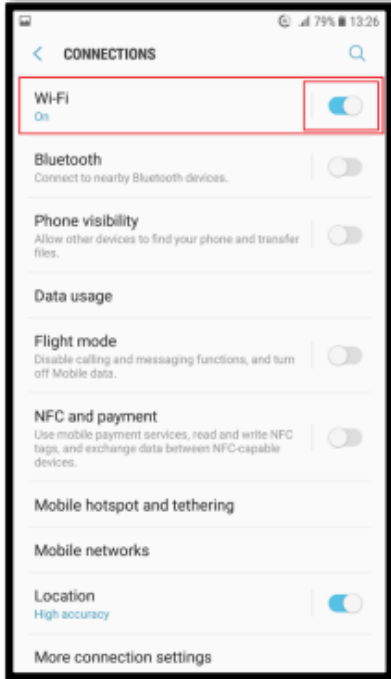 79% 13:26
CONNECTIONS
Wi-Fi
On
Bluetooth
Connect to nearby Bluetooth devices.
Phone visibility
Allow other devices to find your phone and transfer
files.
Data usage
Flight mode
Disable calling and messaging functions, and turn
off Mobile data.
NFC and payment
Use mobile payment services, read and write NFC
tags, and exchange data between NFC-capable
devices.
Mobile hotspot and tethering
Mobile networks
Location
High accuracy
More connection settings